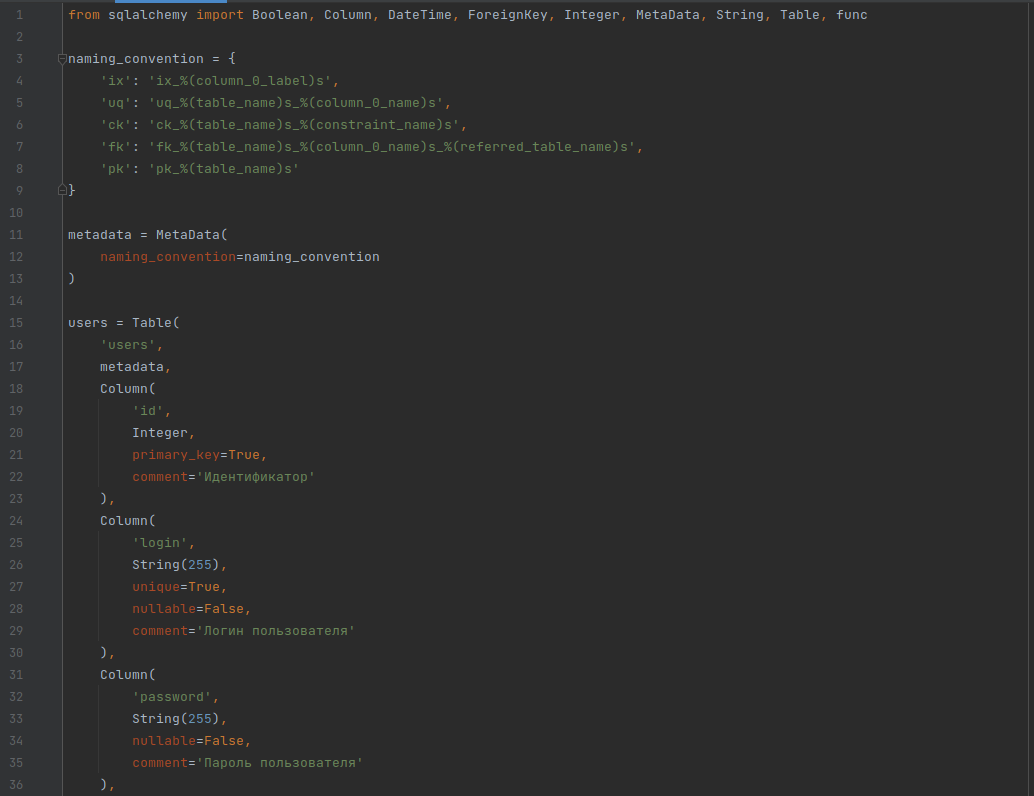 1 from sqlalchemy import Boolean, Column, DateTime, ForeignKey, Integer, MetaData, String, Table, func
2
3 naming_convention = {
4     'ix': 'ix_%(column_0_label)s',
5     'uq': 'uq_%(table_name)s_%(column_0_name)s',
6     'ck': 'ck_%(table_name)s_%(constraint_name)s',
7     'fk': 'fk_%(table_name)s_%(column_0_name)s_%(referred_table_name)s',
8     'pk': 'pk_%(table_name)s'
9 }
10
11 metadata = MetaData(
12     naming_convention=naming_convention
13 )
14
15 users = Table(
16     'users',
17     metadata,
18     Column(
19         'id',
20         Integer,
21         primary_key=True,
22         comment='Идентификатор'
23     ),
24     Column(
25         'login',
26         String(255),
27         unique=True,
28         nullable=False,
29         comment='Логин пользователя'
30     ),
31     Column(
32         'password',
33         String(255),
34         nullable=False,
35         comment='Пароль пользователя'
36     ),